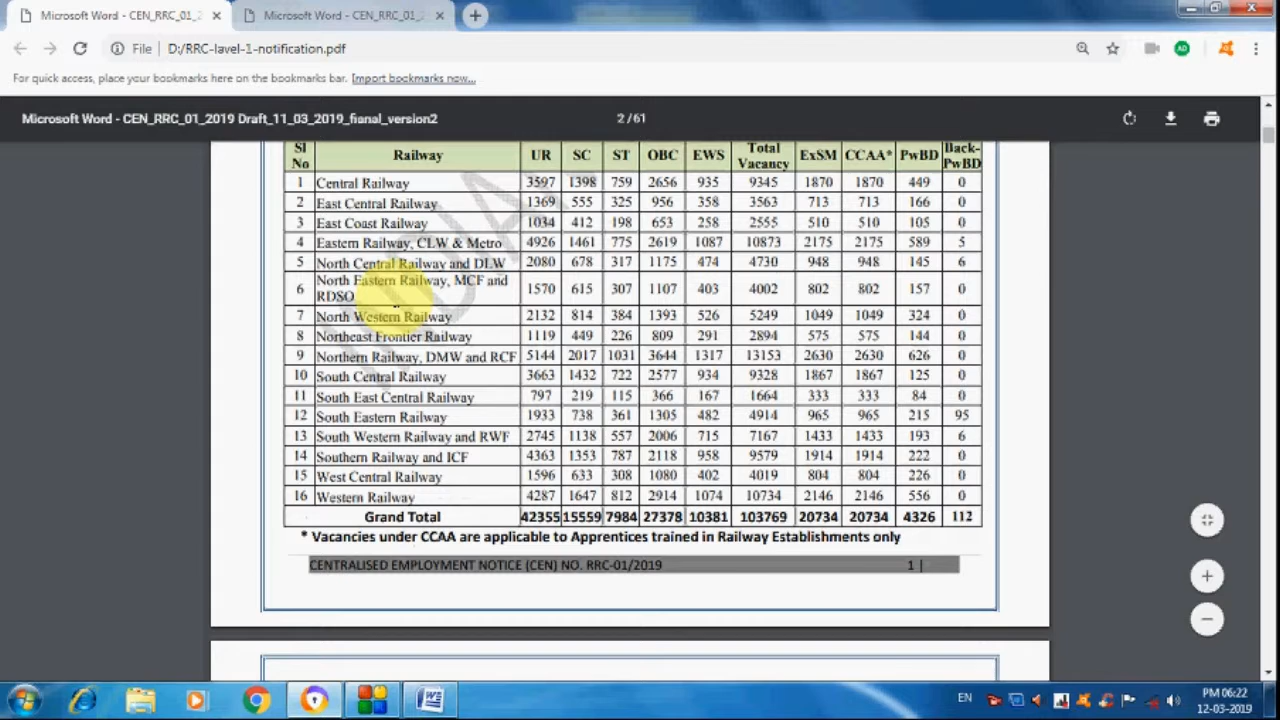 Microsoft Word - CEN_RRC_01_2 Microsoft Word - CEN_RRC_01_2
File D:/RRC-lavel-1-notification.pdf
For quick access, place your bookmarks here on the bookmarks bar. Import bookmarks now...
Microsoft Word - CEN_RRC_01_2019 Draft_11_03_2019_fianal_version2 2 / 61
Sl No Railway UR SC ST OBC EWS Total Vacancy ExSM CCAA* PwBD Back-PwBD
1 Central Railway 3597 1398 759 2656 935 9345 1870 1870 449 0
2 East Central Railway 1369 555 325 956 358 3563 713 713 166 0
3 East Coast Railway 1034 412 198 653 258 2555 510 510 105 0
4 Eastern Railway, CLW & Metro 4926 1461 775 2619 1087 10873 2175 2175 589 5
5 North Central Railway and DLW 2080 678 317 1175 474 4730 948 948 145 6
6 North Eastern Railway, MCF and RDSO 1570 615 307 1107 403 4002 802 802 157 0
7 North Western Railway 2132 814 384 1393 526 5249 1049 1049 324 0
8 Northeast Frontier Railway 1119 449 226 809 291 2894 575 575 144 0
9 Northern Railway, DMW and RCF 5144 2017 1031 3644 1317 13153 2630 2630 626 0
10 South Central Railway 3663 1432 722 2577 934 9328 1867 1867 125 0
11 South East Central Railway 797 219 115 366 167 1664 333 333 84 0
12 South Eastern Railway 1933 738 361 1305 482 4914 965 965 215 95
13 South Western Railway and RWF 2745 1138 557 2006 715 7167 1433 1433 193 6
14 Southern Railway and ICF 4363 1353 787 2118 958 9579 1914 1914 222 0
15 West Central Railway 1596 633 308 1080 402 4019 804 804 226 0
16 Western Railway 4287 1647 812 2914 1074 10734 2146 2146 556 0
Grand Total 42355 15559 7984 27378 10381 103769 20734 20734 4326 112
* Vacancies under CCAA are applicable to Apprentices trained in Railway Establishments only
CENTRALISED EMPLOYMENT NOTICE (CEN) NO. RRC-01/2019 1 |
EN PM 06:22
12-03-2019